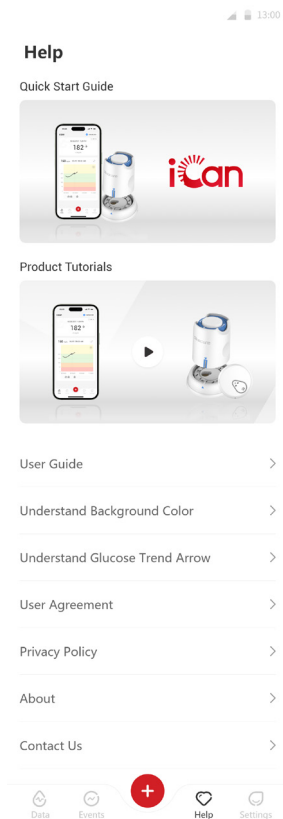 13:00
Help
Quick Start Guide
182
iCan
Product Tutorials
182
User Guide
Understand Background Color
Understand Glucose Trend Arrow
User Agreement
Privacy Policy
About
Contact Us
Data
Events
Help
Settings